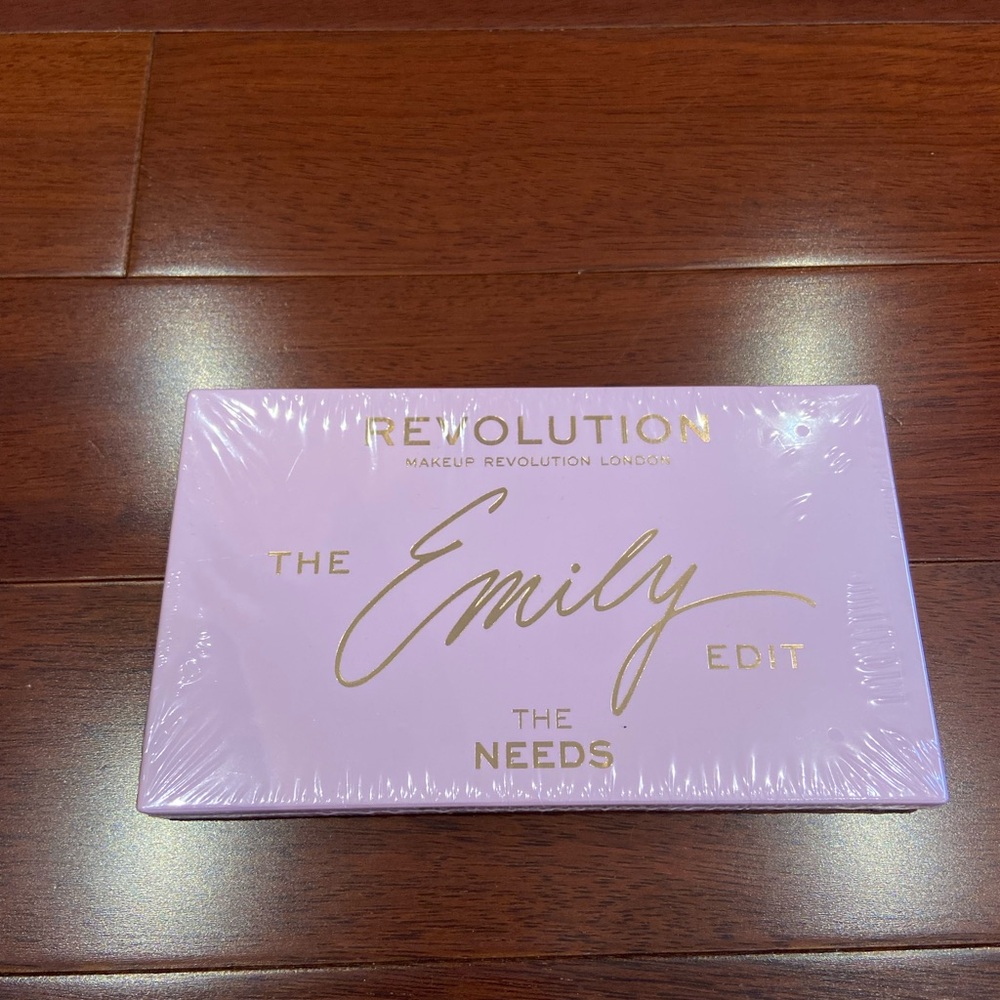 REVOLUTION
MAKEUP REVOLUTION LONDON
THE Emily EDIT
THE
NEEDS